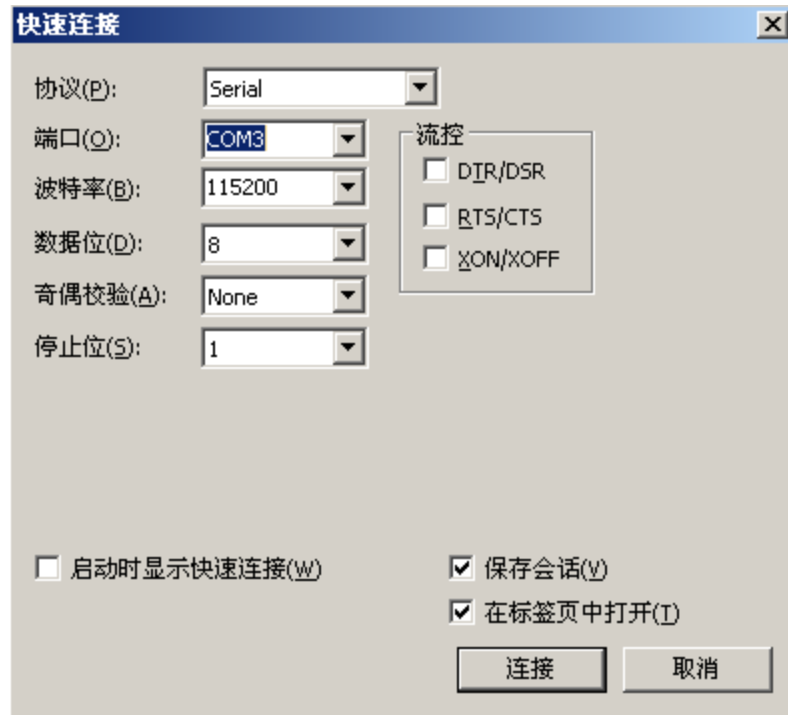 快速连接
协议(P): Serial
端口(O): COM3
流控
DTR/DSR
波特率(B): 115200
RTS/CTS
数据位(D): 8
XON/XOFF
奇偶校验(A): None
停止位(S): 1
启动时显示快速连接(W)
保存会话(V)
在标签页中打开(T)
连接 取消